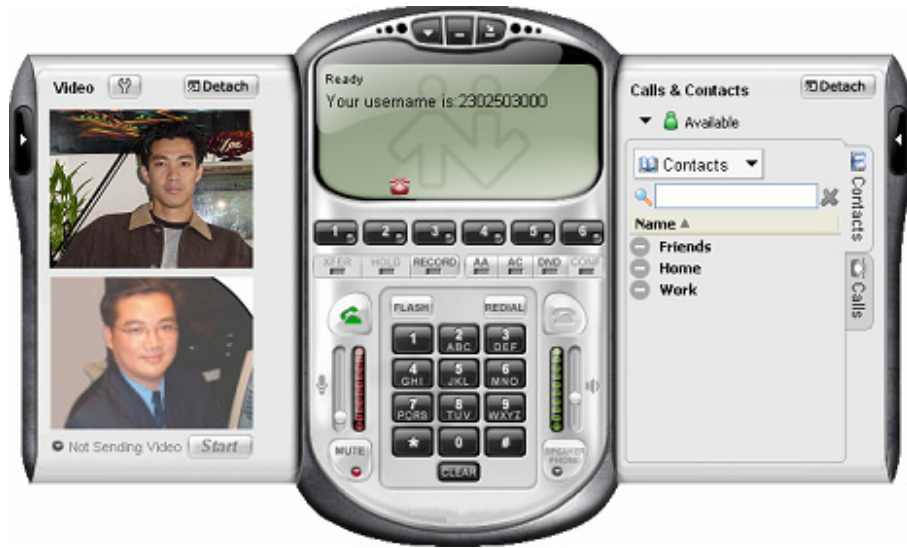 Video
Detach
Not Sending Video
Start
Ready
Your username is:2302503000
1 2 3 4 5 6
XFER HOLD RECORD AA AC DND CONF
FLASH REDIAL
1 2 ABC 3 DEF
4 GHI 5 JKL 6 MNO
7 PQRS 8 TUV 9 WXYZ
* 0 #
MUTE
CLEAR
SPEAKER
PHONE
Calls & Contacts
Detach
Available
Contacts
Name
Friends
Home
Work
Contacts
Calls